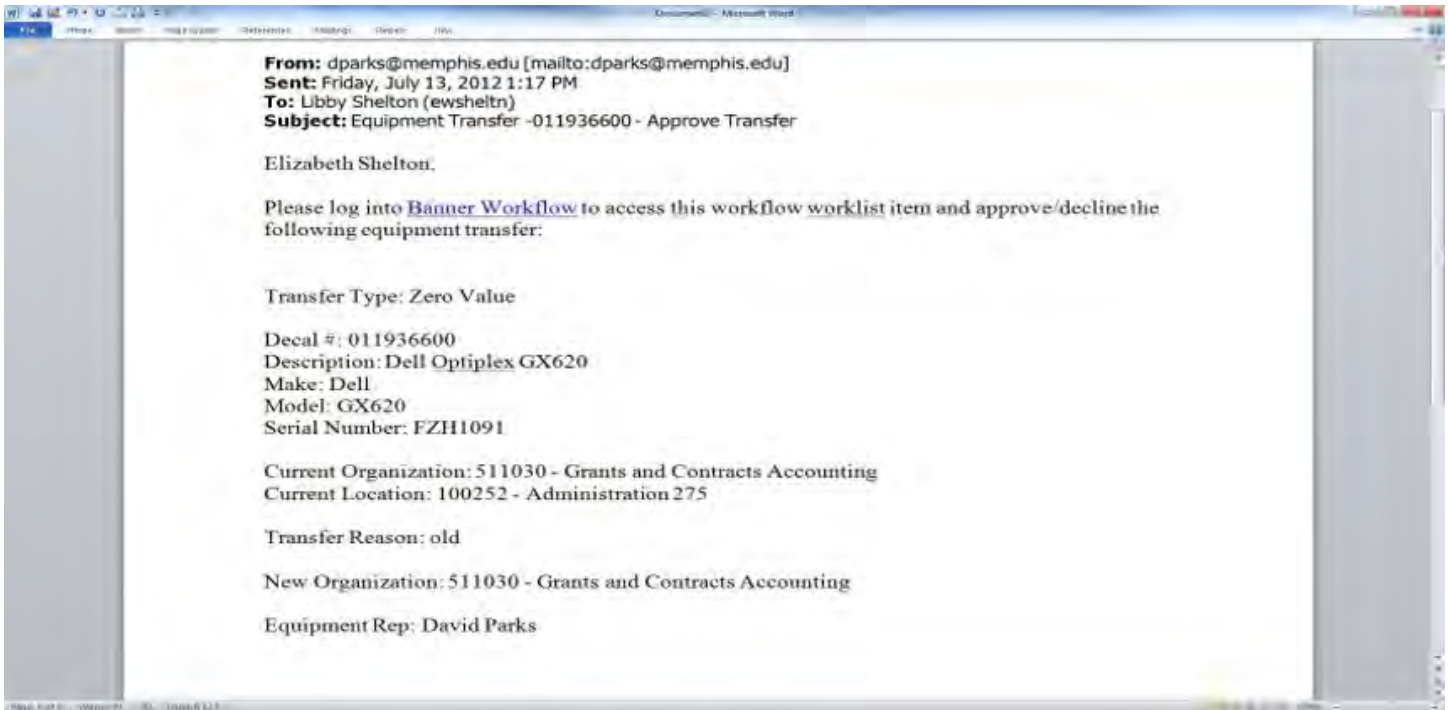 Document2 - Microsoft Word
File
From: dparks@memphis.edu [mailto:dparks@memphis.edu]
Sent: Friday, July 13, 2012 1:17 PM
To: Libby Shelton (ewsheltn)
Subject: Equipment Transfer -011936600 - Approve Transfer
Elizabeth Shelton,
Please log into Banner Workflow to access this workflow worklist item and approve/decline the
following equipment transfer:
Transfer Type: Zero Value
Decal #: 011936600
Description: Dell Optiplex GX620
Make: Dell
Model: GX620
Serial Number: FZH1091
Current Organization: 511030 - Grants and Contracts Accounting
Current Location: 100252 - Administration 275
Transfer Reason: old
New Organization: 511030 - Grants and Contracts Accounting
Equipment Rep: David Parks